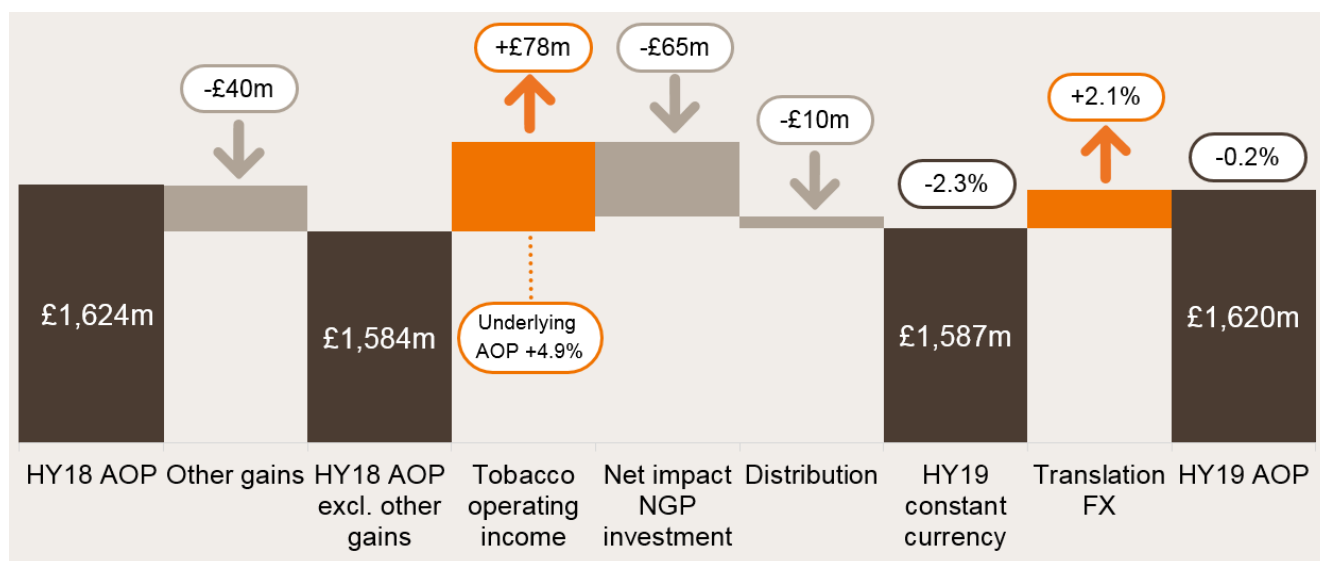 +£78m
-£65m
-£40m
+2.1%
-£10m
-0.2%
-2.3%
£1,624m
£1,584m
Underlying
AOP +4.9%
£1,587m
£1,620m
HY18 AOP
Other gains
HY18 AOP
excl. other
gains
Tobacco
operating
income
Net impact
NGP
investment
Distribution
HY19
constant
currency
Translation
FX
HY19 AOP